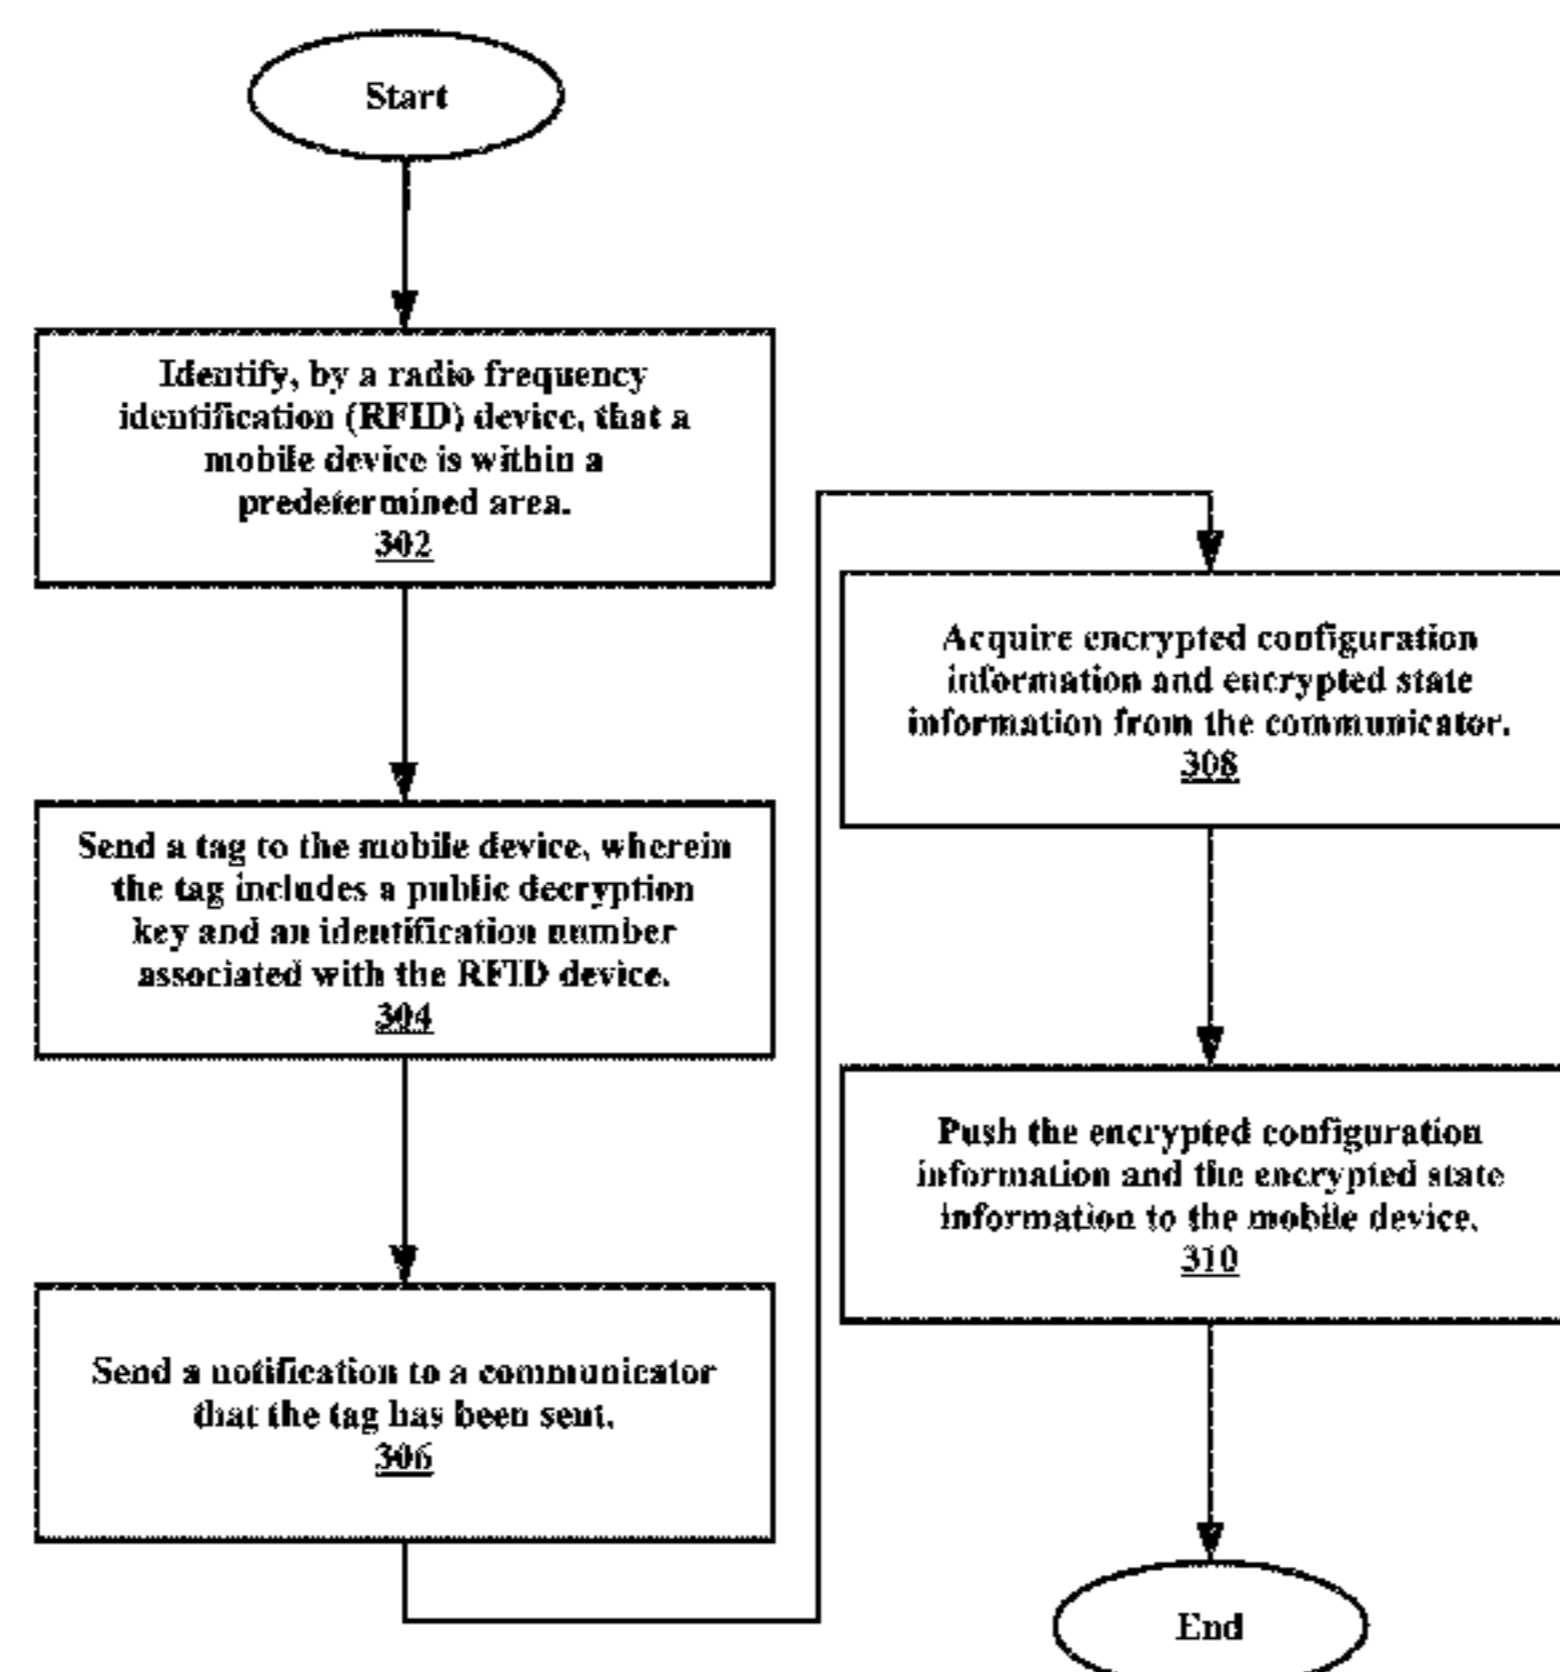 Start
Identify, by a radio frequency
identification (RFID) device, that a
mobile device is within a
predetermined area.
302
Send a tag to the mobile device, wherein
the tag includes a public decryption
key and an identification number
associated with the RFID device.
304
Send a notification to a communicator
that the tag has been sent.
306
Acquire encrypted configuration
information and encrypted state
information from the communicator.
308
Push the encrypted configuration
information and the encrypted state
information to the mobile device.
310
End